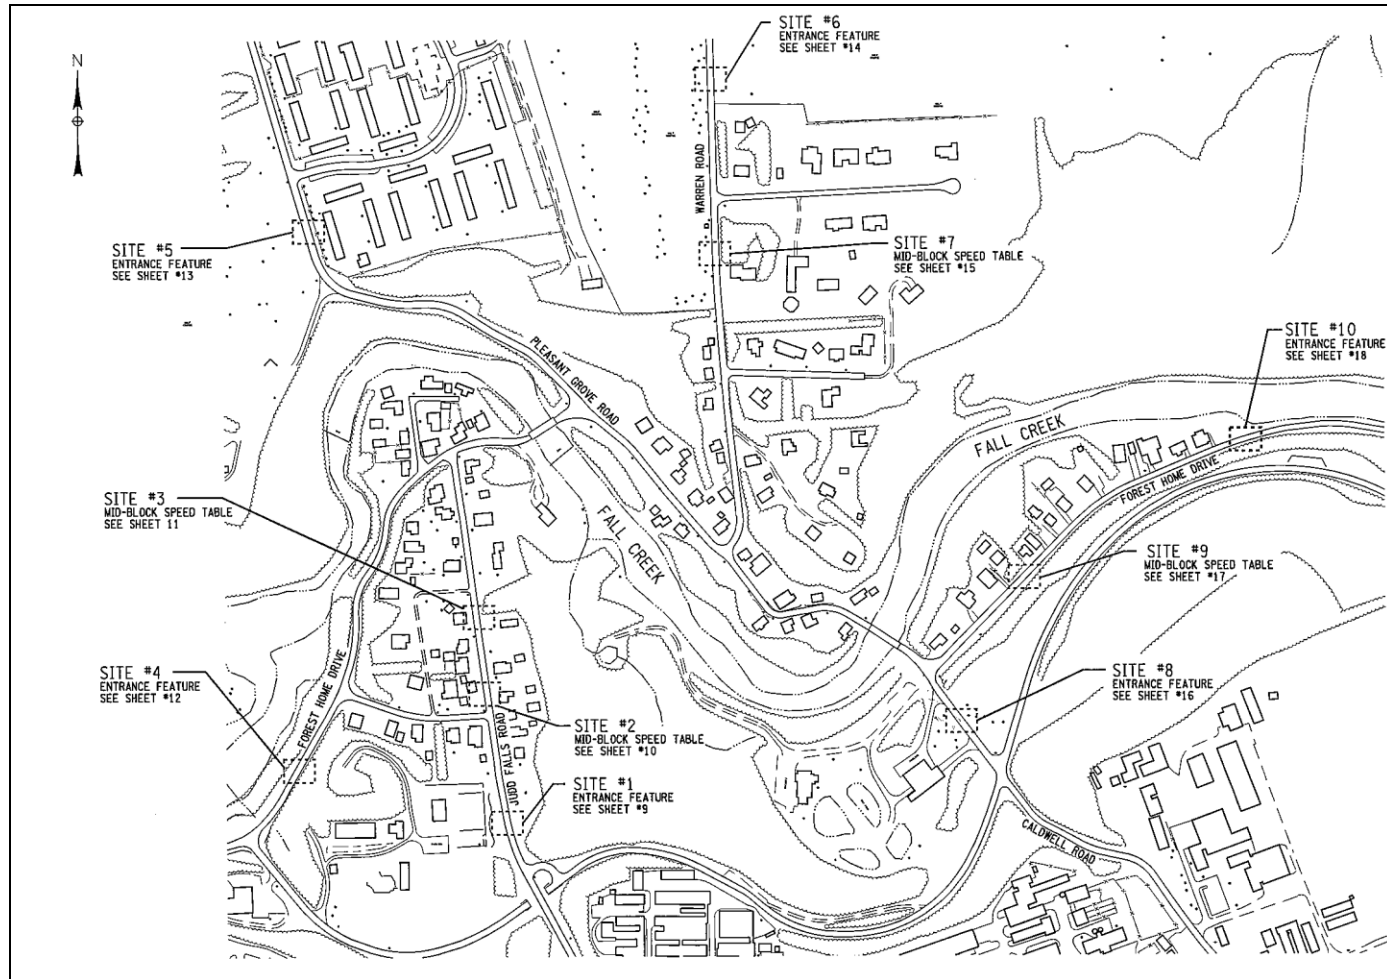 SITE #6
ENTRANCE FEATURE
SEE SHEET #14
N
WARREN ROAD
SITE #5
ENTRANCE FEATURE
SEE SHEET #13
SITE #7
MID-BLOCK SPEED TABLE
SEE SHEET #15
SITE #10
ENTRANCE FEATURE
SEE SHEET #18
PLEASANT GROVE ROAD
FALL CREEK
FOREST HOME DRIVE
SITE #3
MID-BLOCK SPEED TABLE
SEE SHEET 11
FALL CREEK
SITE #9
MID-BLOCK SPEED TABLE
SEE SHEET #17
SITE #4
ENTRANCE FEATURE
SEE SHEET #12
FOREST HOME DRIVE
SITE #8
ENTRANCE FEATURE
SEE SHEET #16
SITE #2
MID-BLOCK SPEED TABLE
SEE SHEET #10
JUDD FALLS ROAD
SITE #1
ENTRANCE FEATURE
SEE SHEET #9
CALDWELL ROAD